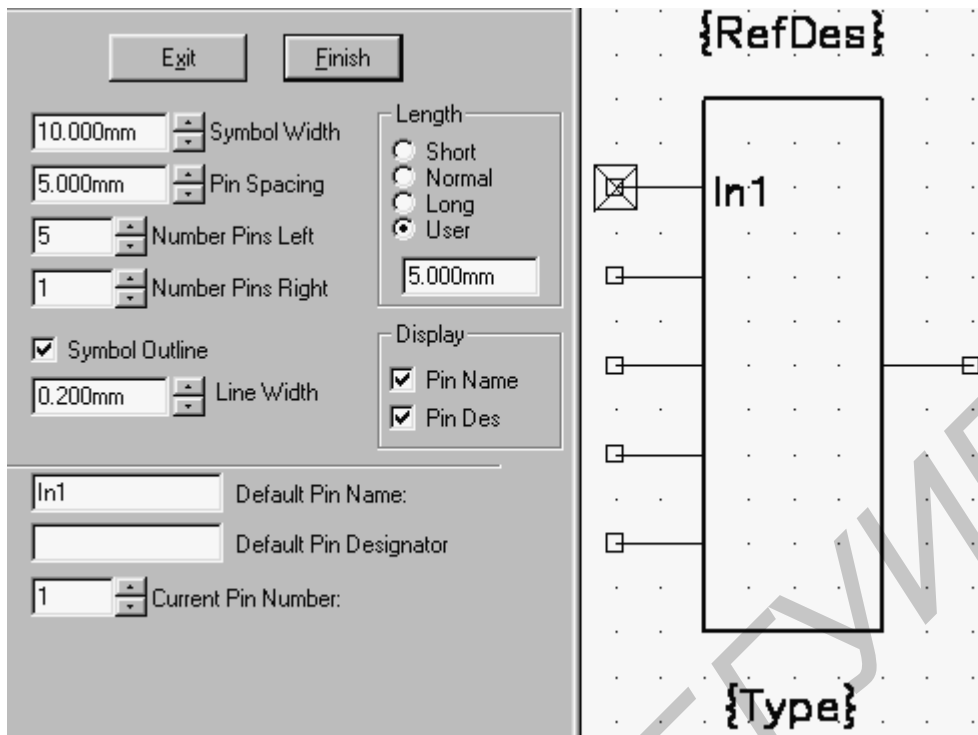 Exit
Finish
10.000mm Symbol Width
5.000mm Pin Spacing
5 Number Pins Left
1 Number Pins Right
Symbol Outline
0.200mm Line Width
Length
Short
Normal
Long
User
5.000mm
Display
Pin Name
Pin Des
In1 Default Pin Name:
Default Pin Designator
1 Current Pin Number:
{RefDes}
In1
{Type}
ГУИ